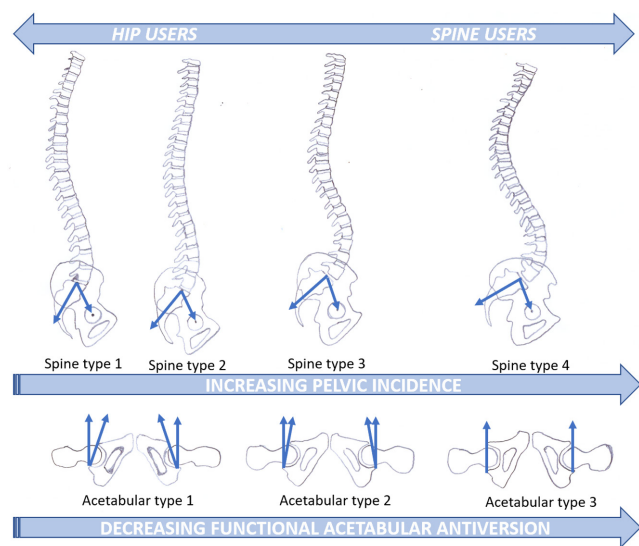 HIP USERS SPINE USERS
Spine type 1 Spine type 2 Spine type 3 Spine type 4
INCREASING PELVIC INCIDENCE
Acetabular type 1 Acetabular type 2 Acetabular type 3
DECREASING FUNCTIONAL ACETABULAR ANTIVERSION